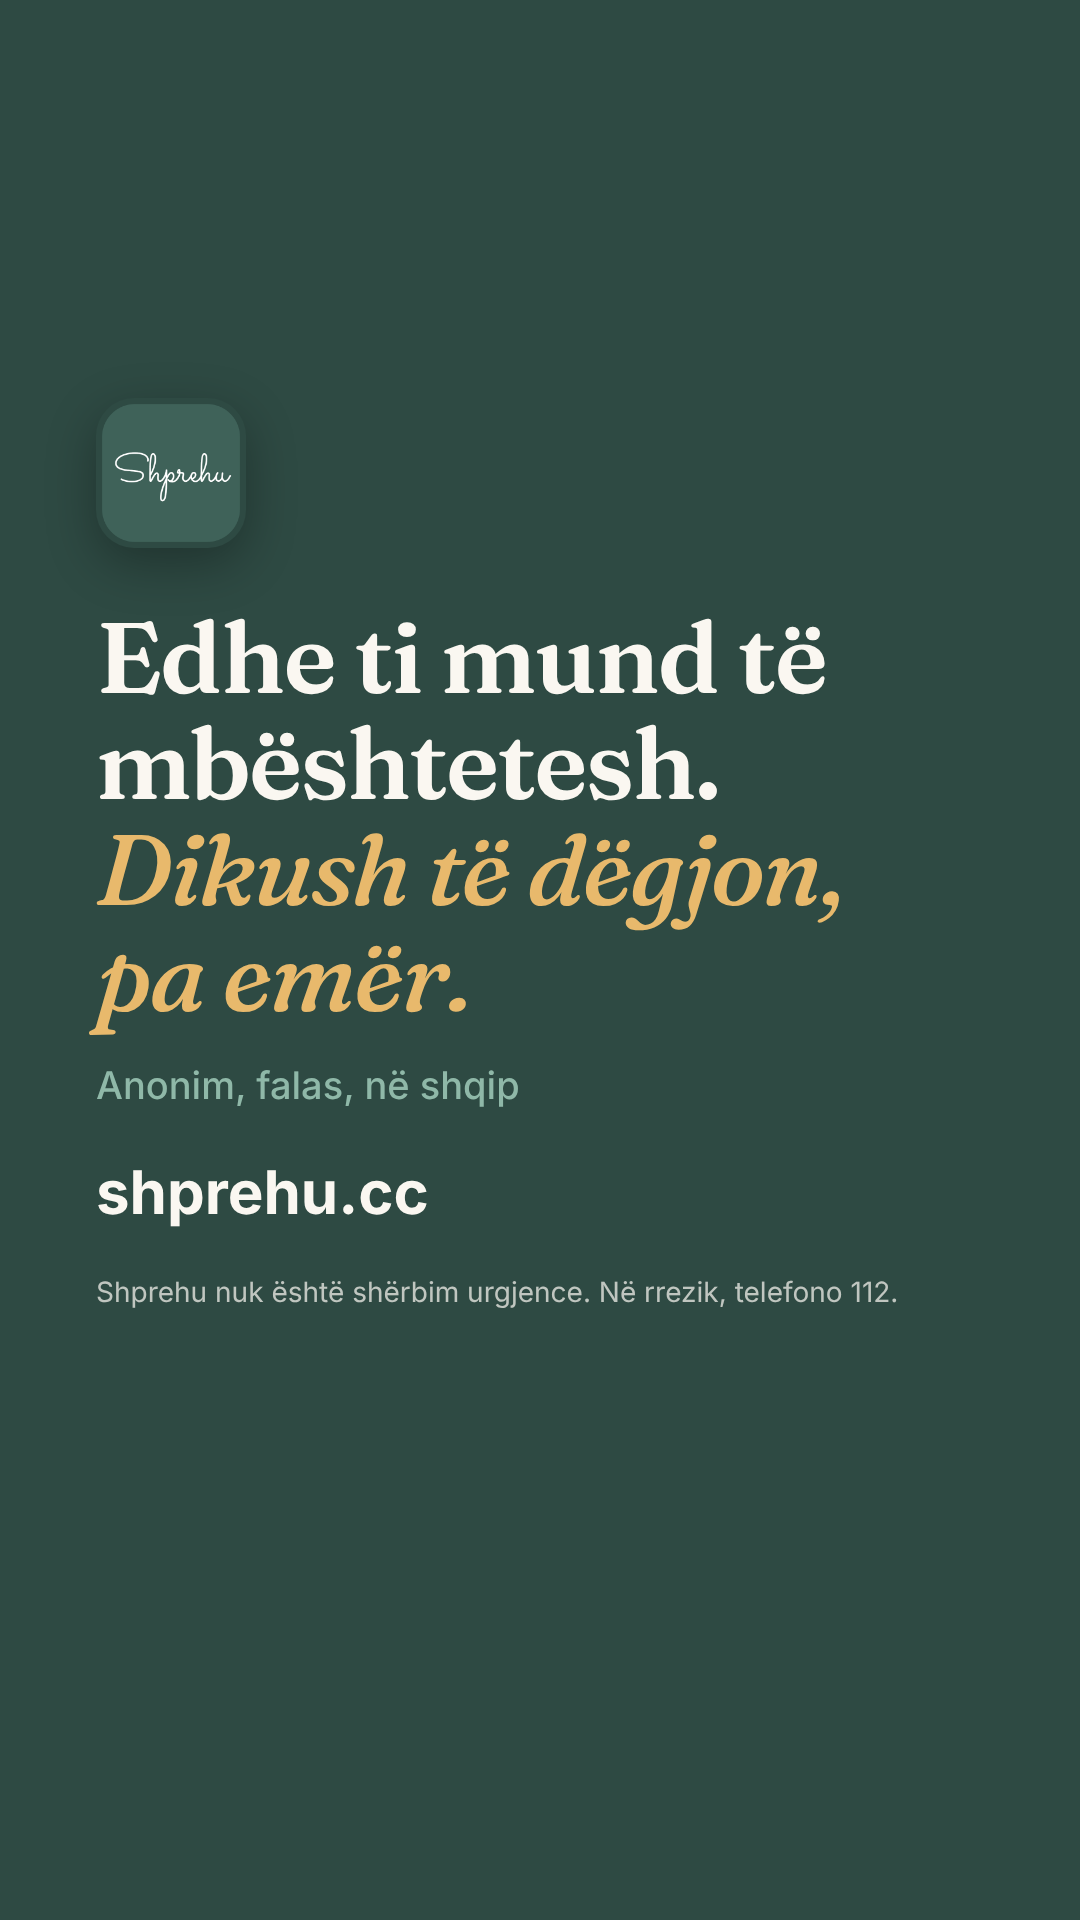 Shprehu
Edhe ti mund të
mbështetesh.
Dikush të dëgjon,
pa emër.
Anonim, falas, në shqip
shprehu.cc
Shprehu nuk është shërbim urgjence. Në rrezik, telefono 112.